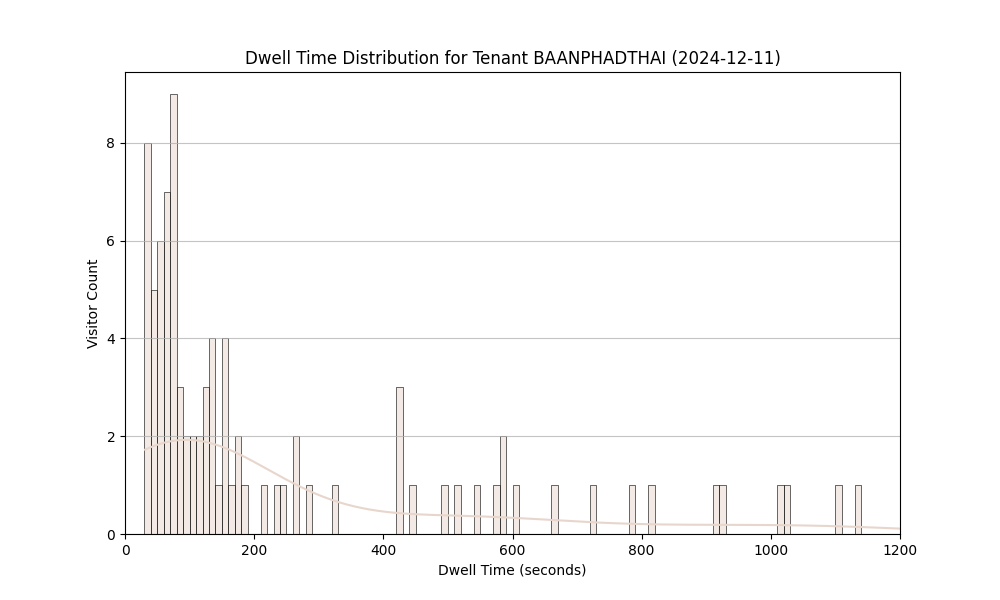 Dwell Time Distribution for Tenant BAANPHADTHAI (2024-12-11)
Visitor Count
8
6
4
2
0
0 200 400 600 800 1000 1200
Dwell Time (seconds)